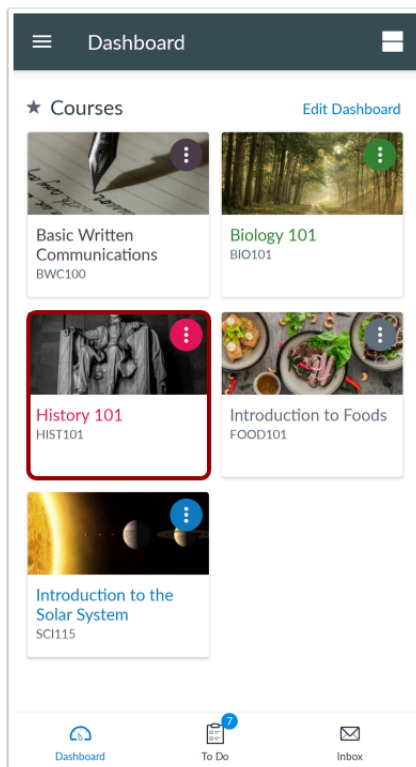 Dashboard
Courses
Edit Dashboard
Basic Written
Communications
BWC100
Biology 101
BIO101
History 101
HIST101
Introduction to Foods
FOOD101
Introduction to the
Solar System
SCI115
7
Dashboard
To Do
Inbox